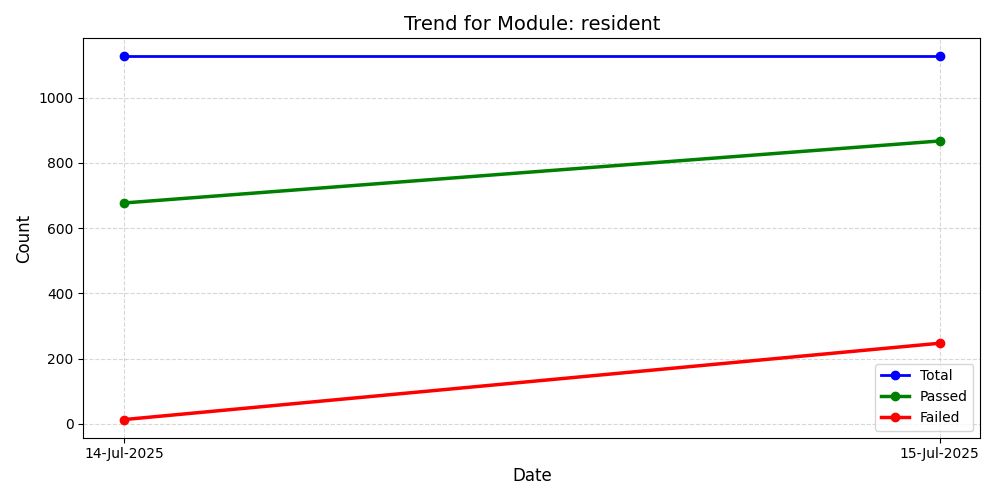 Trend for Module: resident
Count
1000
800
600
400
200
0
Total
Passed
Failed
14-Jul-2025
15-Jul-2025
Date